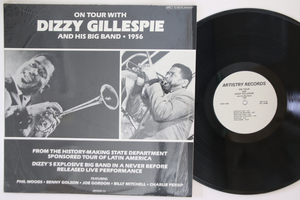 ON TOUR WITH
DIZZY GILLESPIE
AND HIS BIG BAND • 1956
FROM THE HISTORY-MAKING STATE DEPARTMENT
SPONSORED TOUR OF LATIN AMERICA
DIZZY'S EXPLOSIVE BIG BAND IN A NEVER BEFORE
RELEASED LIVE PERFORMANCE
FEATURING
PHIL WOODS • BENNY GOLSON • JOE GORDON • BILLY MITCHELL • CHARLIE PERSIP
ARTISTRY RECORDS